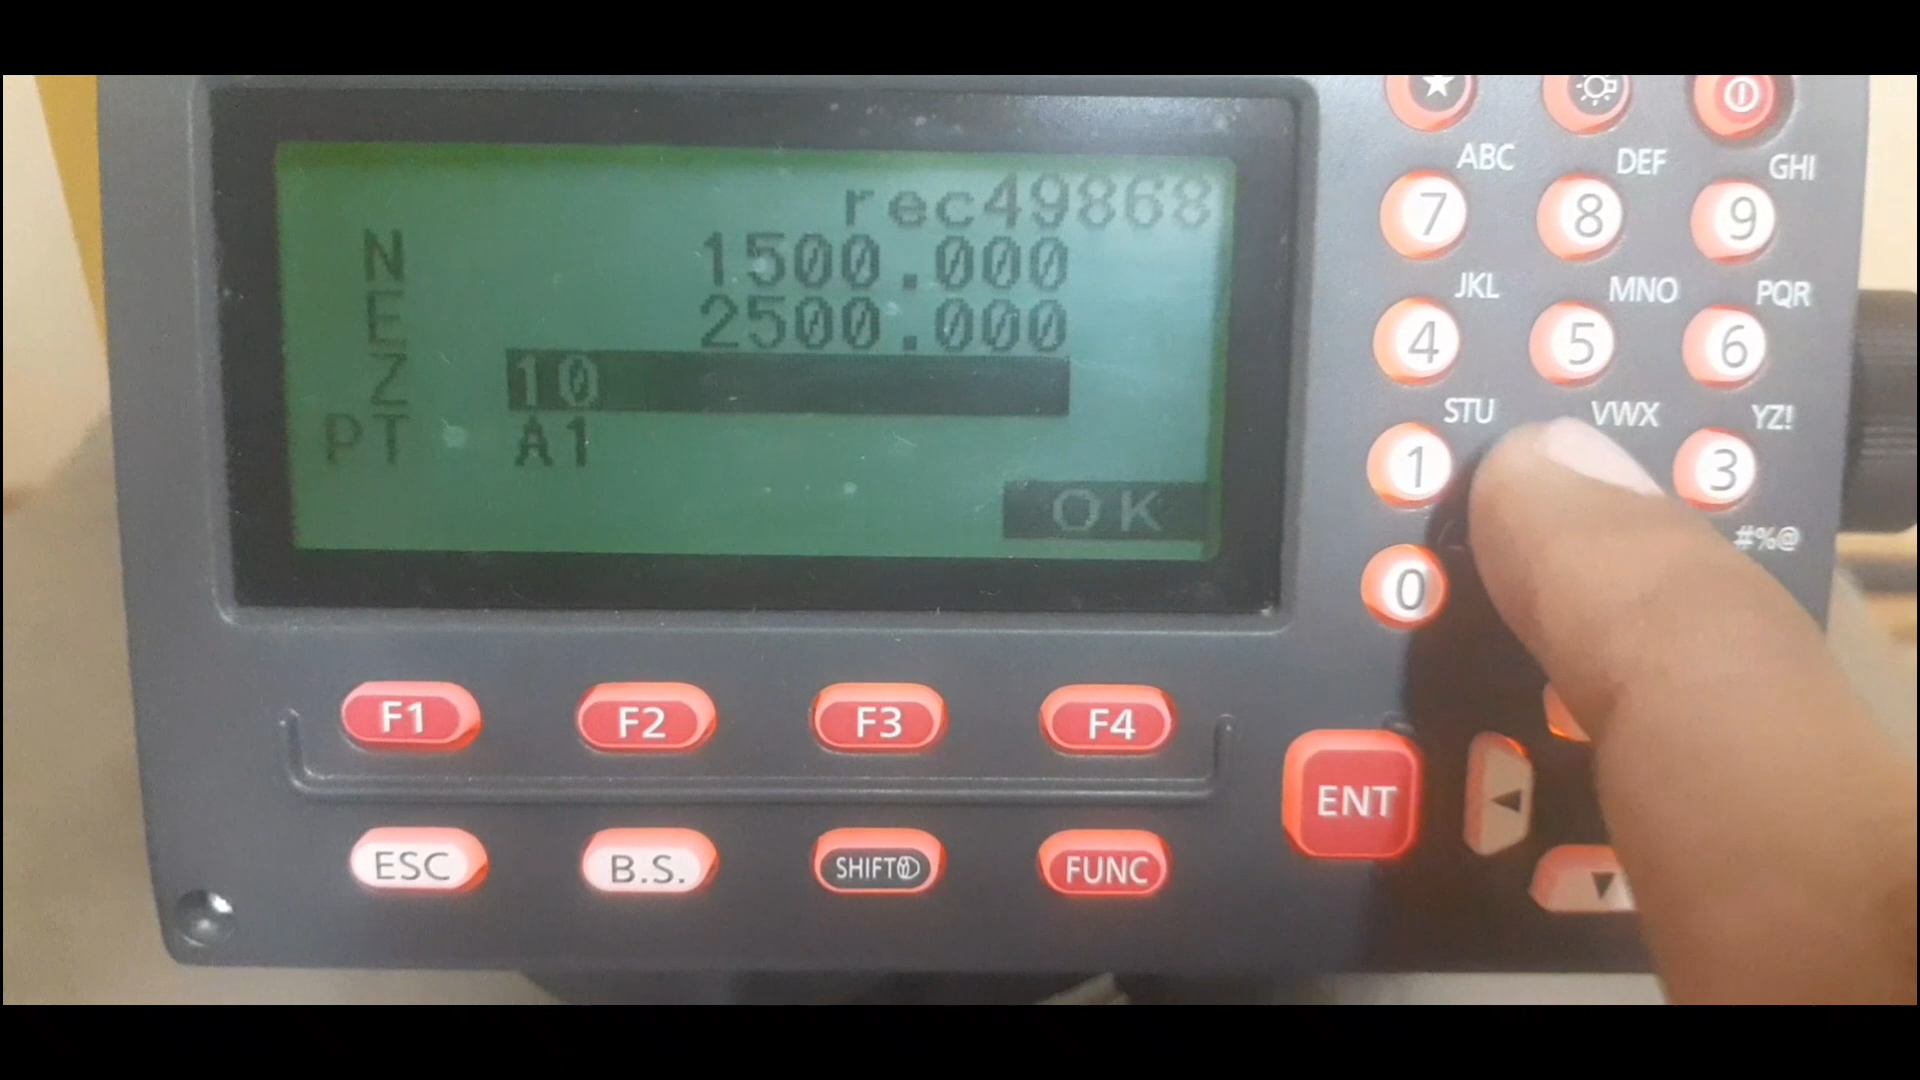 rec49868
N 1500.000
E 2500.000
Z 10
PT A1
OK
ABC DEF GHI
7 8 9
JKL MNO PQR
4 5 6
STU VWX YZ!
1 3
#%@
0
F1 F2 F3 F4
ENT
ESC B.S. SHIFT FUNC